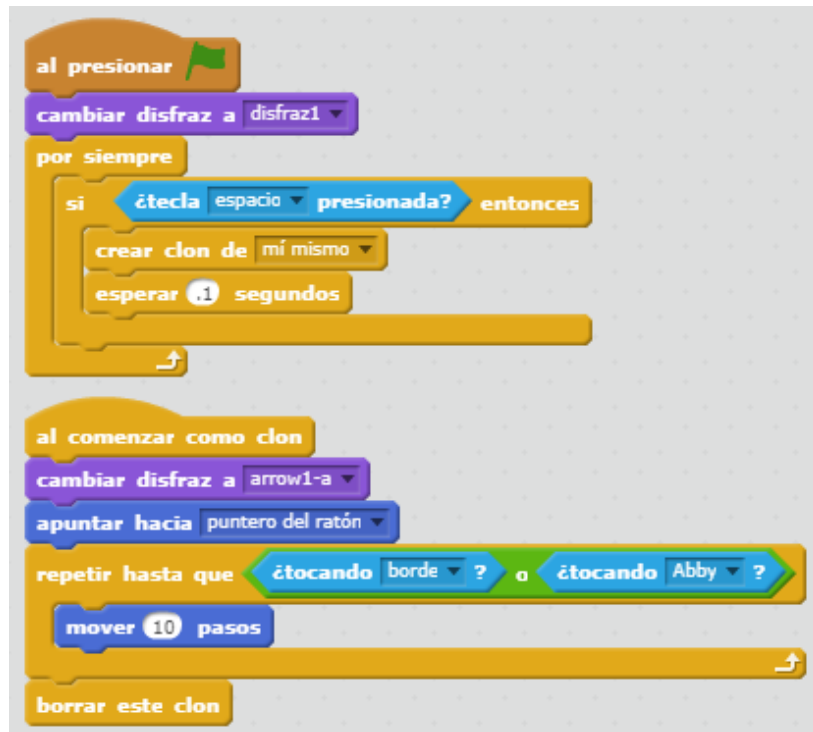 al presionar
cambiar disfraz a disfraz1
por siempre
si ¿tecla espacio presionada? entonces
crear clon de mí mismo
esperar .1 segundos
al comenzar como clon
cambiar disfraz a arrow1-a
apuntar hacia puntero del ratón
repetir hasta que ¿tocando borde ? o ¿tocando Abby ?
mover 10 pasos
borrar este clon